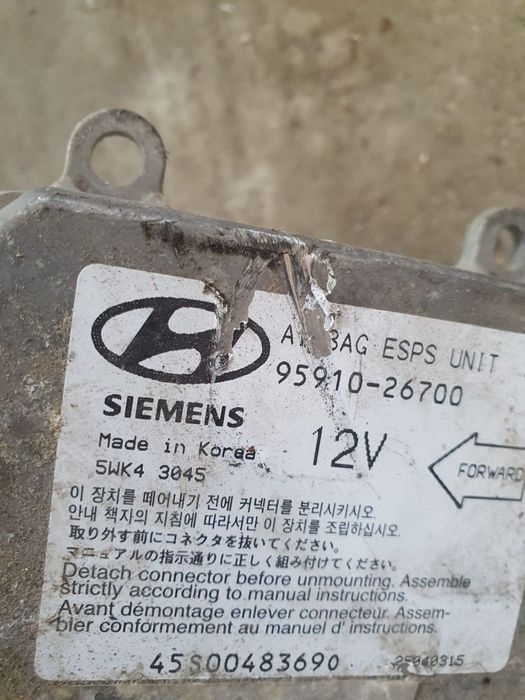 AIRBAG ESPS UNIT
95910-26700
SIEMENS
Made in Korea
12V
5WK4 3045
FORWARD
이 장치를 떼어내기 전에 커넥터를 분리시키시오.
안내 책자의 지침에 따라서만 이 장치를 조립하십시오.
取り外す前にコネクタを抜いてください。
マニュアルの指示通りに正しく組み付けてください。
Detach connector before unmounting. Assemble
strictly according to manual instructions.
Avant démontage enlever connecteur. Assem-
bler conformement au manuel d' instructions.
45S00483690
25040315